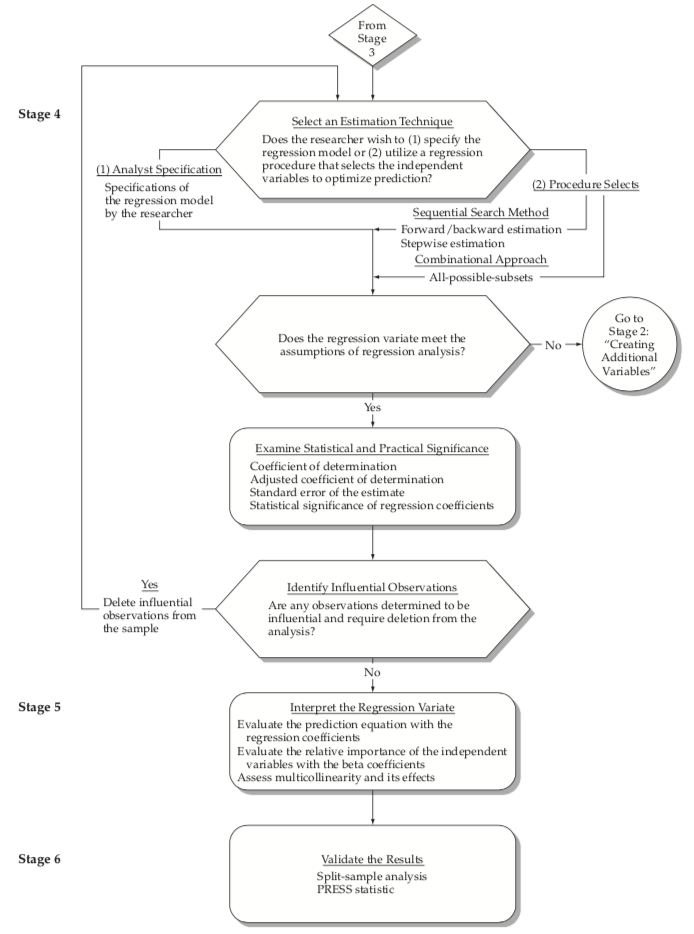 From
Stage
3
Stage 4
Select an Estimation Technique
Does the researcher wish to (1) specify the
regression model or (2) utilize a regression
procedure that selects the independent
variables to optimize prediction?
(1) Analyst Specification
Specifications of
the regression model
by the researcher
(2) Procedure Selects
Sequential Search Method
Forward/backward estimation
Stepwise estimation
Combinational Approach
All-possible-subsets
Does the regression variate meet the
assumptions of regression analysis?
No
Go to
Stage 2:
“Creating
Additional
Variables”
Yes
Examine Statistical and Practical Significance
Coefficient of determination
Adjusted coefficient of determination
Standard error of the estimate
Statistical significance of regression coefficients
Identify Influential Observations
Are any observations determined to be
influential and require deletion from the
analysis?
Yes
Delete influential
observations from
the sample
No
Stage 5
Interpret the Regression Variate
Evaluate the prediction equation with the
regression coefficients
Evaluate the relative importance of the independent
variables with the beta coefficients
Assess multicollinearity and its effects
Stage 6
Validate the Results
Split-sample analysis
PRESS statistic